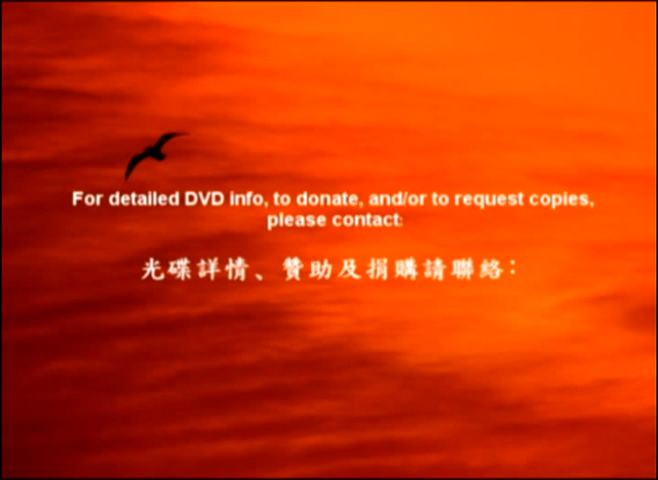 For detailed DVD info, to donate, and/or to request copies,
please contact:
光碟詳情、贊助及捐購請聯絡：